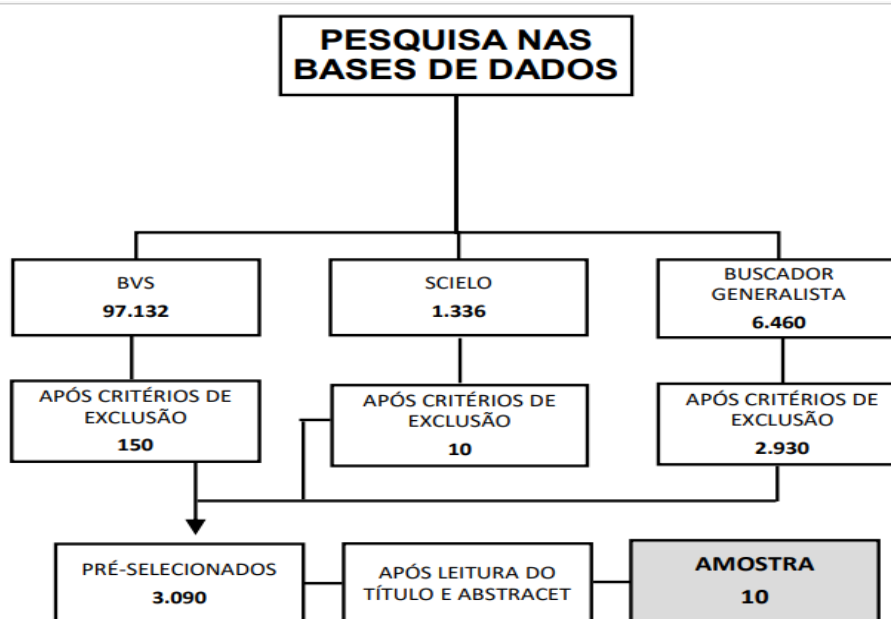 PESQUISA NAS
BASES DE DADOS
BVS
97.132
SCIELO
1.336
BUSCADOR
GENERALISTA
6.460
APÓS CRITÉRIOS DE
EXCLUSÃO
150
APÓS CRITÉRIOS DE
EXCLUSÃO
10
APÓS CRITÉRIOS DE
EXCLUSÃO
2.930
PRÉ-SELECIONADOS
3.090
APÓS LEITURA DO
TÍTULO E ABSTRACET
AMOSTRA
10